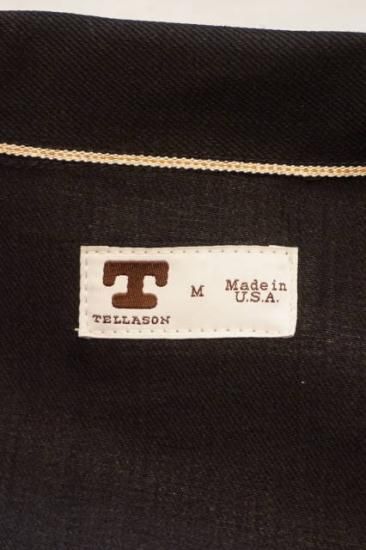 T
TELLASON
M
Made in
U.S.A.